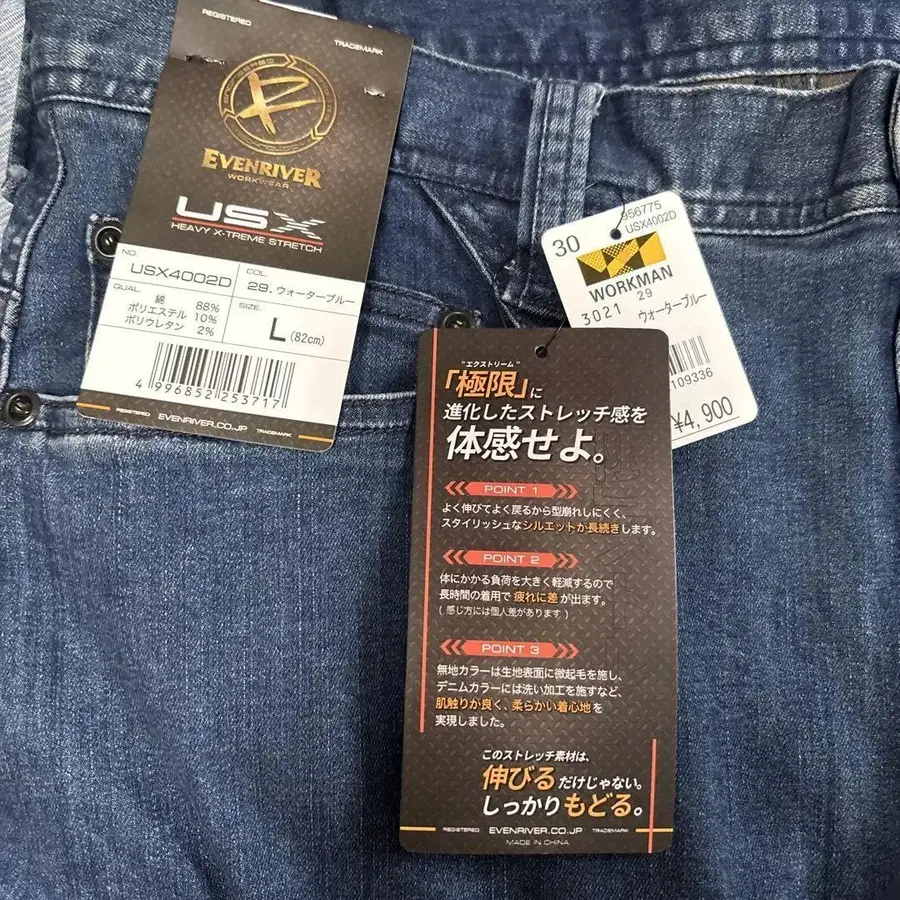 REGISTERED
TRADEMARK
EVENRIVER
WORKWEAR
USX
HEAVY X-TREME STRETCH
NO.
USX4002D
COL.
29. ウォーターブルー
QUAL.
綿 88%
ポリエステル 10%
ポリウレタン 2%
SIZE.
L (82cm)
4 996852 253717
REGISTERED
EVENRIVER.CO.JP
TRADEMARK
956775
USX4002D
30
WORKMAN
3021
29
ウォーターブルー
109336
¥4,900
"エクストリーム"
「極限」に
進化したストレッチ感を
体感せよ。
POINT 1
よく伸びてよく戻るから型崩れしにくく、
スタイリッシュなシルエットが長続きします。
POINT 2
体にかかる負荷を大きく軽減するので
長時間の着用で疲れに差が出ます。
(感じ方には個人差があります)
POINT 3
無地カラーは生地表面に微起毛を施し、
デニムカラーには洗い加工を施すなど、
肌触りが良く、柔らかい着心地を
実現しました。
このストレッチ素材は、
伸びるだけじゃない。
しっかりもどる。
REGISTERED
EVENRIVER.CO.JP
TRADEMARK
MADE IN CHINA